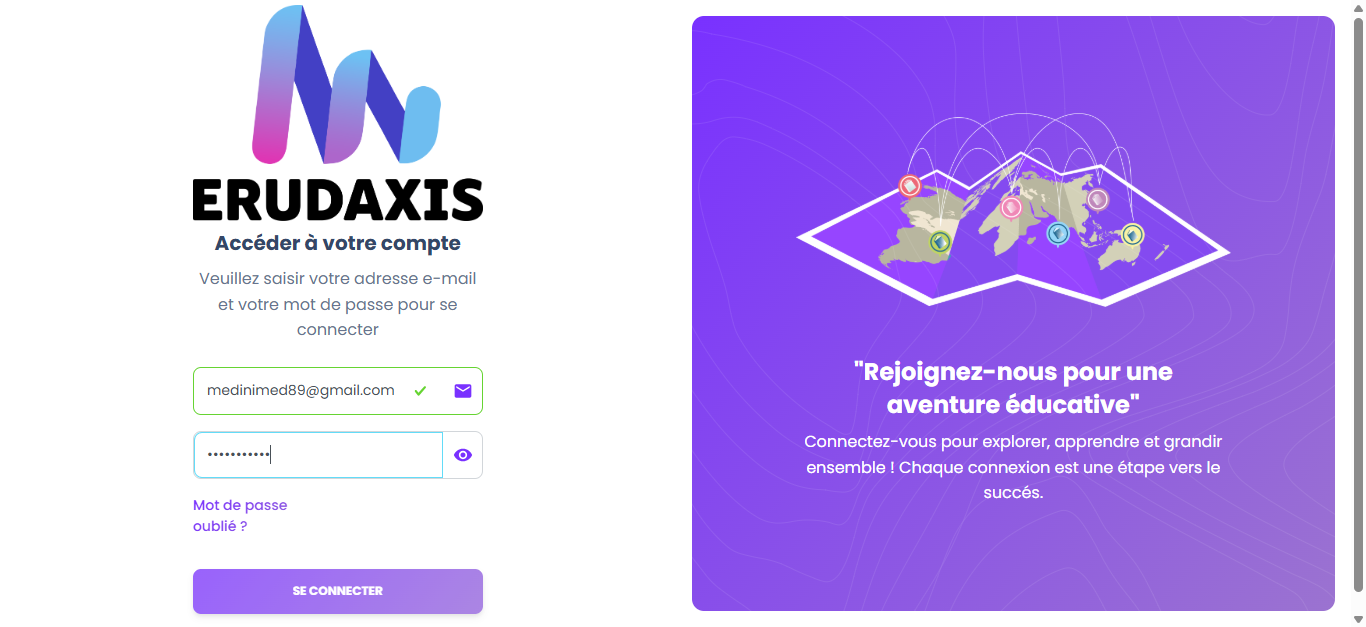 ERUDAXIS
Accéder à votre compte
Veuillez saisir votre adresse e-mail
et votre mot de passe pour se
connecter
medinimed89@gmail.com
•••••••••••
Mot de passe
oublié ?
SE CONNECTER
"Rejoignez-nous pour une
aventure éducative"
Connectez-vous pour explorer, apprendre et grandir
ensemble ! Chaque connexion est une étape vers le
succés.